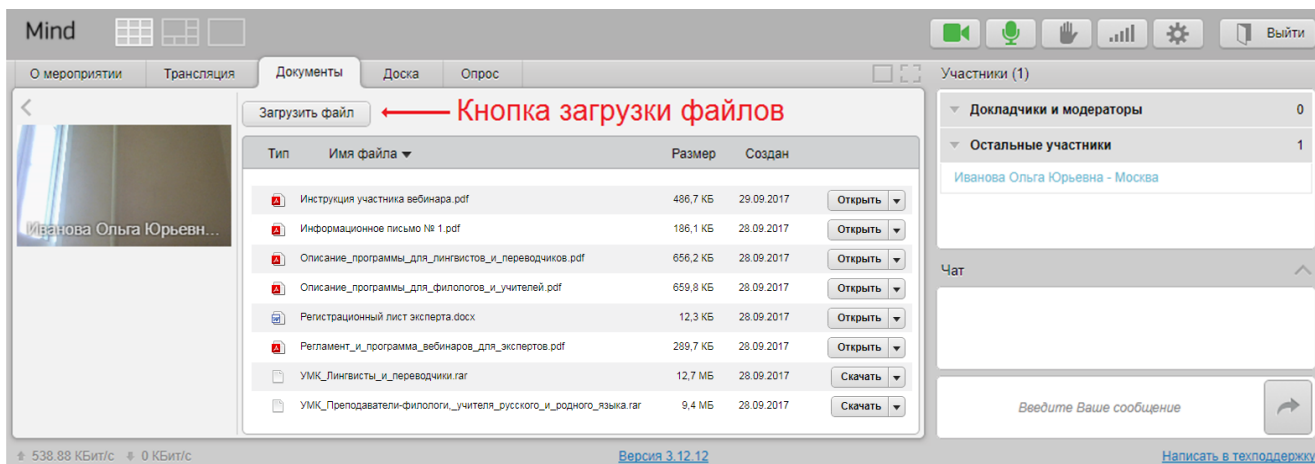 Mind
Выйти
О мероприятии Трансляция Документы Доска Опрос
Участники (1)
Загрузить файл
Кнопка загрузки файлов
Тип Имя файла Размер Создан
Инструкция участника вебинара.pdf 486,7 КБ 29.09.2017 Открыть
Информационное письмо № 1.pdf 186,1 КБ 28.09.2017 Открыть
Описание_программы_для_лингвистов_и_переводчиков.pdf 656,2 КБ 28.09.2017 Открыть
Описание_программы_для_филологов_и_учителей.pdf 659,8 КБ 28.09.2017 Открыть
Регистрационный лист эксперта.docx 12,3 КБ 28.09.2017 Открыть
Регламент_и_программа_вебинаров_для_экспертов.pdf 289,7 КБ 28.09.2017 Открыть
УМК_Лингвисты_и_переводчики.rar 12,7 МБ 28.09.2017 Скачать
УМК_Преподаватели-филологи,_учителя_русского_и_родного_языка.rar 9,4 МБ 28.09.2017 Скачать
Иванова Ольга Юрьевн...
Докладчики и модераторы 0
Остальные участники 1
Иванова Ольга Юрьевна - Москва
Чат
Введите Ваше сообщение
538.88 КБит/с 0 КБит/с
Версия 3.12.12
Написать в техподдержку